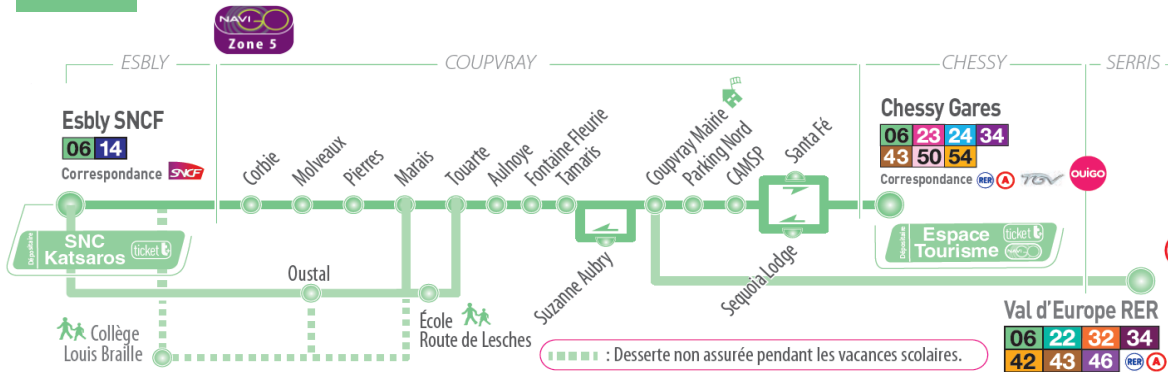 NAVIGO
Zone 5
ESBLY
COUPVRAY
CHESSY
SERRIS
Esbly SNCF
06 14
Correspondance SNCF
Corbie
Molveaux
Pierres
Marais
Touarte
Aulnoye
Fontaine Fleurie
Tamaris
Coupvray Mairie
Parking Nord
CAMSP
Santa Fé
Chessy Gares
06 23 24 34
43 50 54
Correspondance RER A TGV OUIGO
Dépositaire
SNC
Katsaros
ticket t
Suzanne Aubry
Sequoia Lodge
Dépositaire
Espace
Tourisme
ticket t
Oustal
École
Route de Lesches
Collège
Louis Braille
: Desserte non assurée pendant les vacances scolaires.
Val d'Europe RER
06 22 32 34
42 43 46 RER A